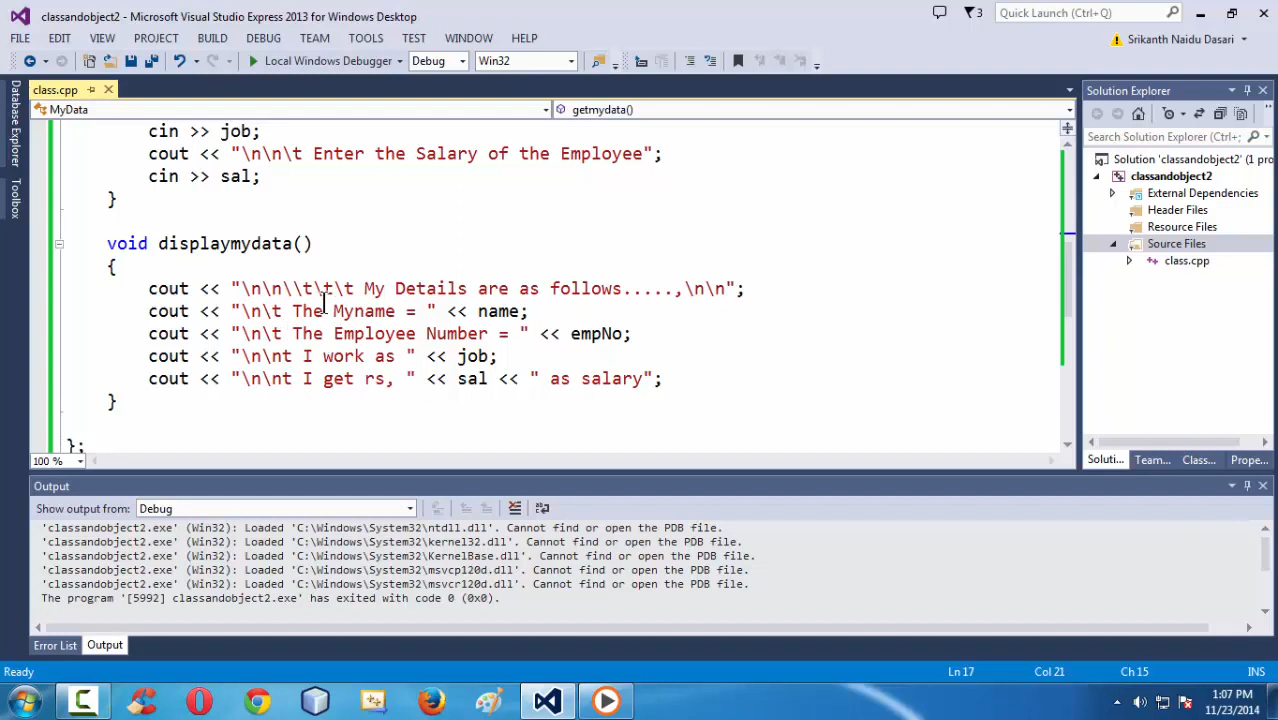 classandobject2 - Microsoft Visual Studio Express 2013 for Windows Desktop
3
Quick Launch (Ctrl+Q)
FILE EDIT VIEW PROJECT BUILD DEBUG TEAM TOOLS TEST WINDOW HELP
Srikanth Naidu Dasari
Local Windows Debugger Debug Win32
Database Explorer
Toolbox
class.cpp
MyData getmydata()
cin >> job;
cout << "\n\n\t Enter the Salary of the Employee";
cin >> sal;
}
void displaymydata()
{
cout << "\n\n\\t\t\t My Details are as follows.....,\n\n";
cout << "\n\t The Myname = " << name;
cout << "\n\t The Employee Number = " << empNo;
cout << "\n\nt I work as " << job;
cout << "\n\nt I get rs, " << sal << " as salary";
}
};
100 %
Solution Explorer
Search Solution Explorer (Ctrl+;)
Solution 'classandobject2' (1 proj
classandobject2
External Dependencies
Header Files
Resource Files
Source Files
class.cpp
Soluti... Team... Class... Prope...
Output
Show output from: Debug
'classandobject2.exe' (Win32): Loaded 'C:\Windows\System32\ntdll.dll'. Cannot find or open the PDB file.
'classandobject2.exe' (Win32): Loaded 'C:\Windows\System32\kernel32.dll'. Cannot find or open the PDB file.
'classandobject2.exe' (Win32): Loaded 'C:\Windows\System32\KernelBase.dll'. Cannot find or open the PDB file.
'classandobject2.exe' (Win32): Loaded 'C:\Windows\System32\msvcp120d.dll'. Cannot find or open the PDB file.
'classandobject2.exe' (Win32): Loaded 'C:\Windows\System32\msvcr120d.dll'. Cannot find or open the PDB file.
The program '[5992] classandobject2.exe' has exited with code 0 (0x0).
Error List Output
Ready Ln 17 Col 21 Ch 15 INS
1:07 PM
11/23/2014